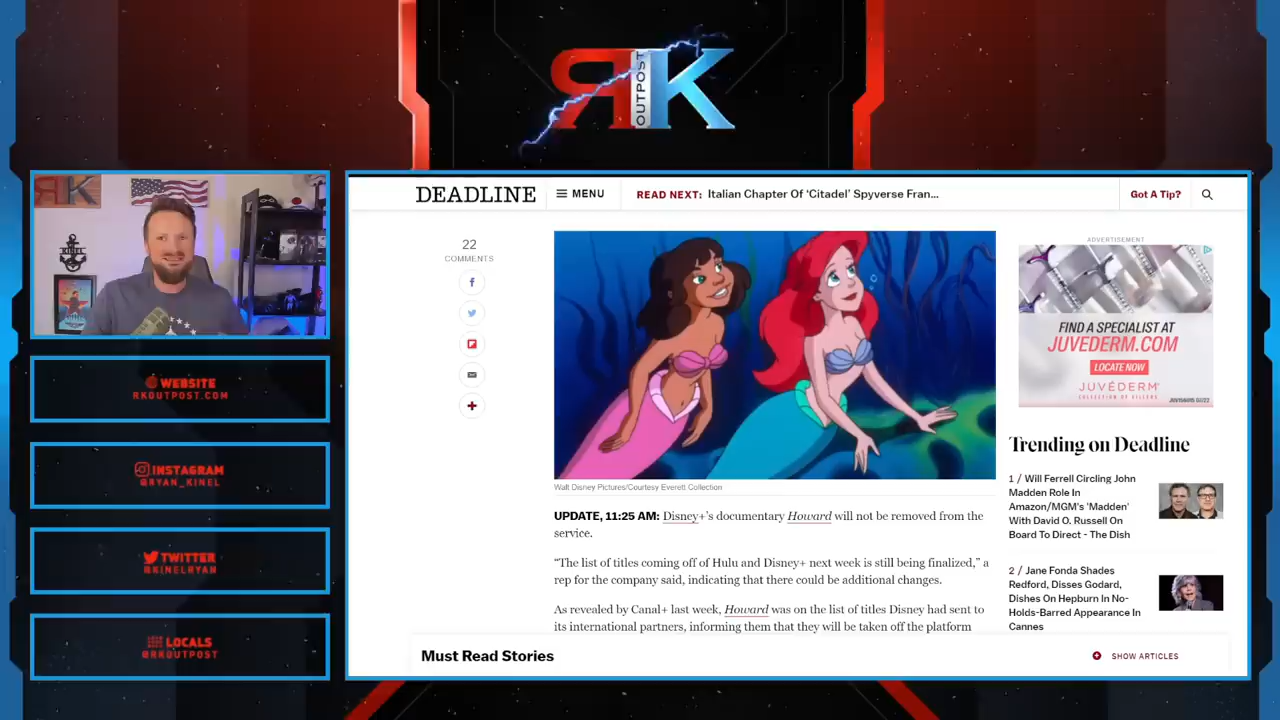 RK
OUTPOST
WEBSITE
RKOUTPOST.COM
INSTAGRAM
@RYAN_KINEL
TWITTER
@KINELRYAN
LOCALS
@RKOUTPOST
DEADLINE
MENU
READ NEXT: Italian Chapter Of ‘Citadel’ Spyverse Fran...
Got A Tip?
22
COMMENTS
Walt Disney Pictures/Courtesy Everett Collection
UPDATE, 11:25 AM: Disney+’s documentary Howard will not be removed from the
service.
“The list of titles coming off of Hulu and Disney+ next week is still being finalized,” a
rep for the company said, indicating that there could be additional changes.
As revealed by Canal+ last week, Howard was on the list of titles Disney had sent to
its international partners, informing them that they will be taken off the platform
ADVERTISEMENT
FIND A SPECIALIST AT
JUVEDERM.COM
LOCATE NOW
JUVÉDERM
COLLECTION OF FILLERS
Trending on Deadline
1 / Will Ferrell Circling John
Madden Role In
Amazon/MGM's 'Madden'
With David O. Russell On
Board To Direct - The Dish
2 / Jane Fonda Shades
Redford, Disses Godard,
Dishes On Hepburn In No-
Holds-Barred Appearance In
Cannes
Must Read Stories
SHOW ARTICLES